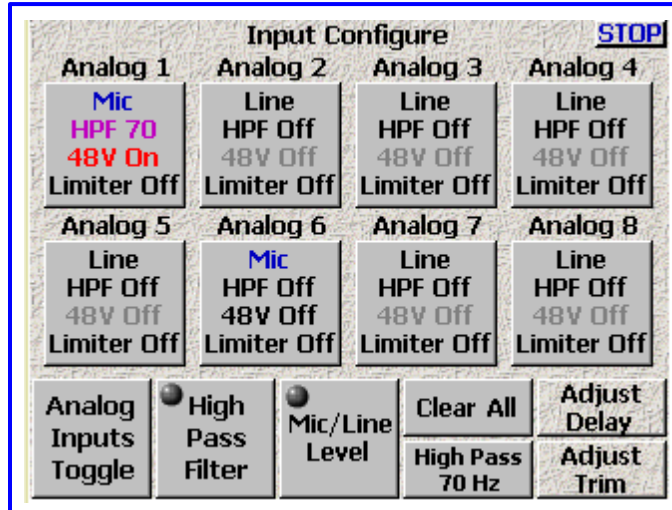 Input Configure
STOP
Analog 1
Analog 2
Analog 3
Analog 4
Mic
HPF 70
48V On
Limiter Off
Line
HPF Off
48V Off
Limiter Off
Line
HPF Off
48V Off
Limiter Off
Line
HPF Off
48V Off
Limiter Off
Analog 5
Analog 6
Analog 7
Analog 8
Line
HPF Off
48V Off
Limiter Off
Mic
HPF Off
48V Off
Limiter Off
Line
HPF Off
48V Off
Limiter Off
Line
HPF Off
48V Off
Limiter Off
Analog
Inputs
Toggle
High
Pass
Filter
Mic/Line
Level
Clear All
High Pass
70 Hz
Adjust
Delay
Adjust
Trim